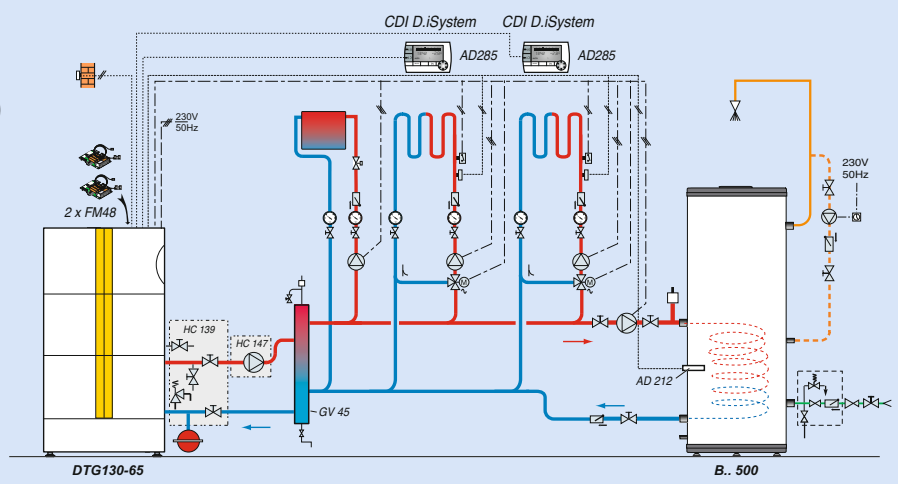 CDI D.iSystem
CDI D.iSystem
AD285
AD285
230V
50Hz
2 x FM48
230V
50Hz
HC 139
HC 147
M
M
AD 212
GV 45
DTG130-65
B.. 500